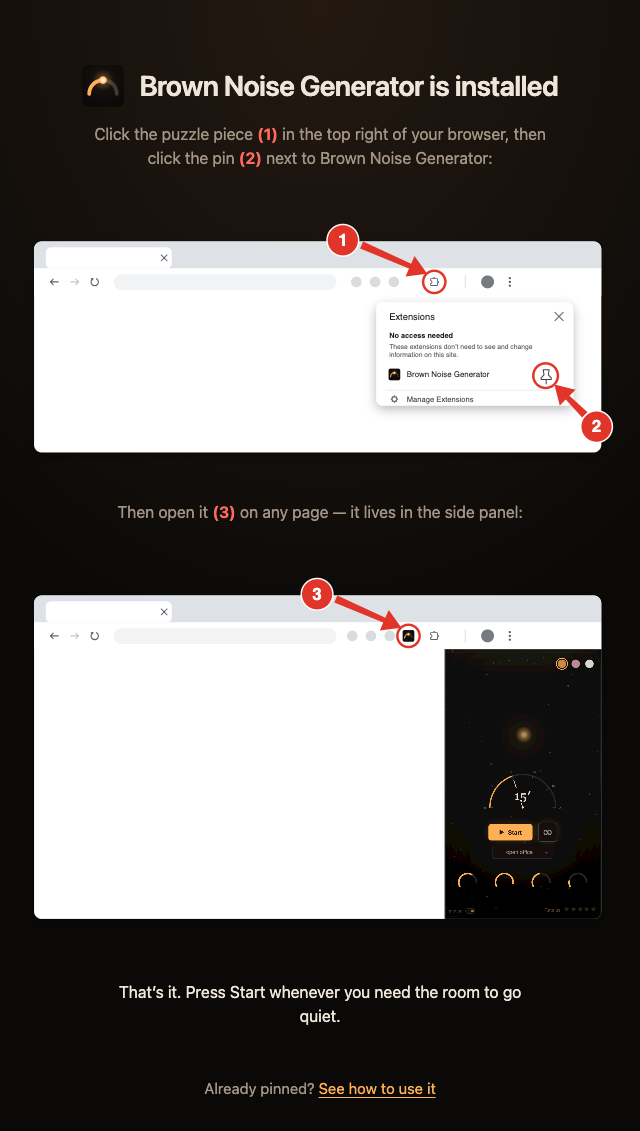 Brown Noise Generator is installed
Click the puzzle piece (1) in the top right of your browser, then
click the pin (2) next to Brown Noise Generator:
1
Extensions
No access needed
These extensions don't need to see and change
information on this site.
Brown Noise Generator
Manage Extensions
2
Then open it (3) on any page — it lives in the side panel:
3
15′
Start
open office
That's it. Press Start whenever you need the room to go
quiet.
Already pinned? See how to use it